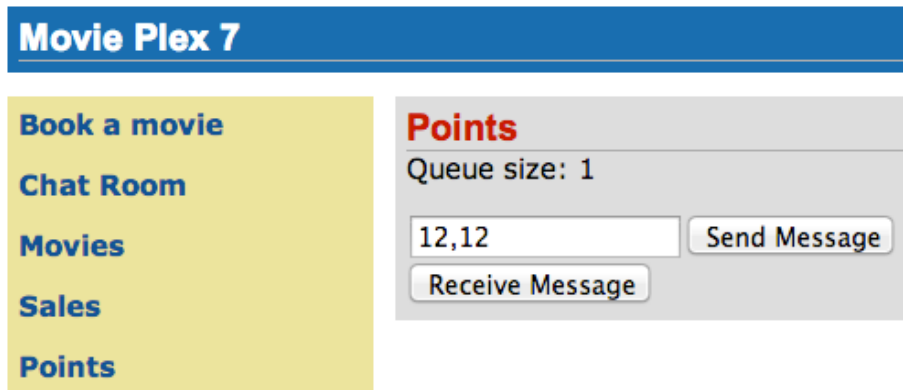 Movie Plex 7
Book a movie
Chat Room
Movies
Sales
Points
Points
Queue size: 1
12,12
Send Message
Receive Message